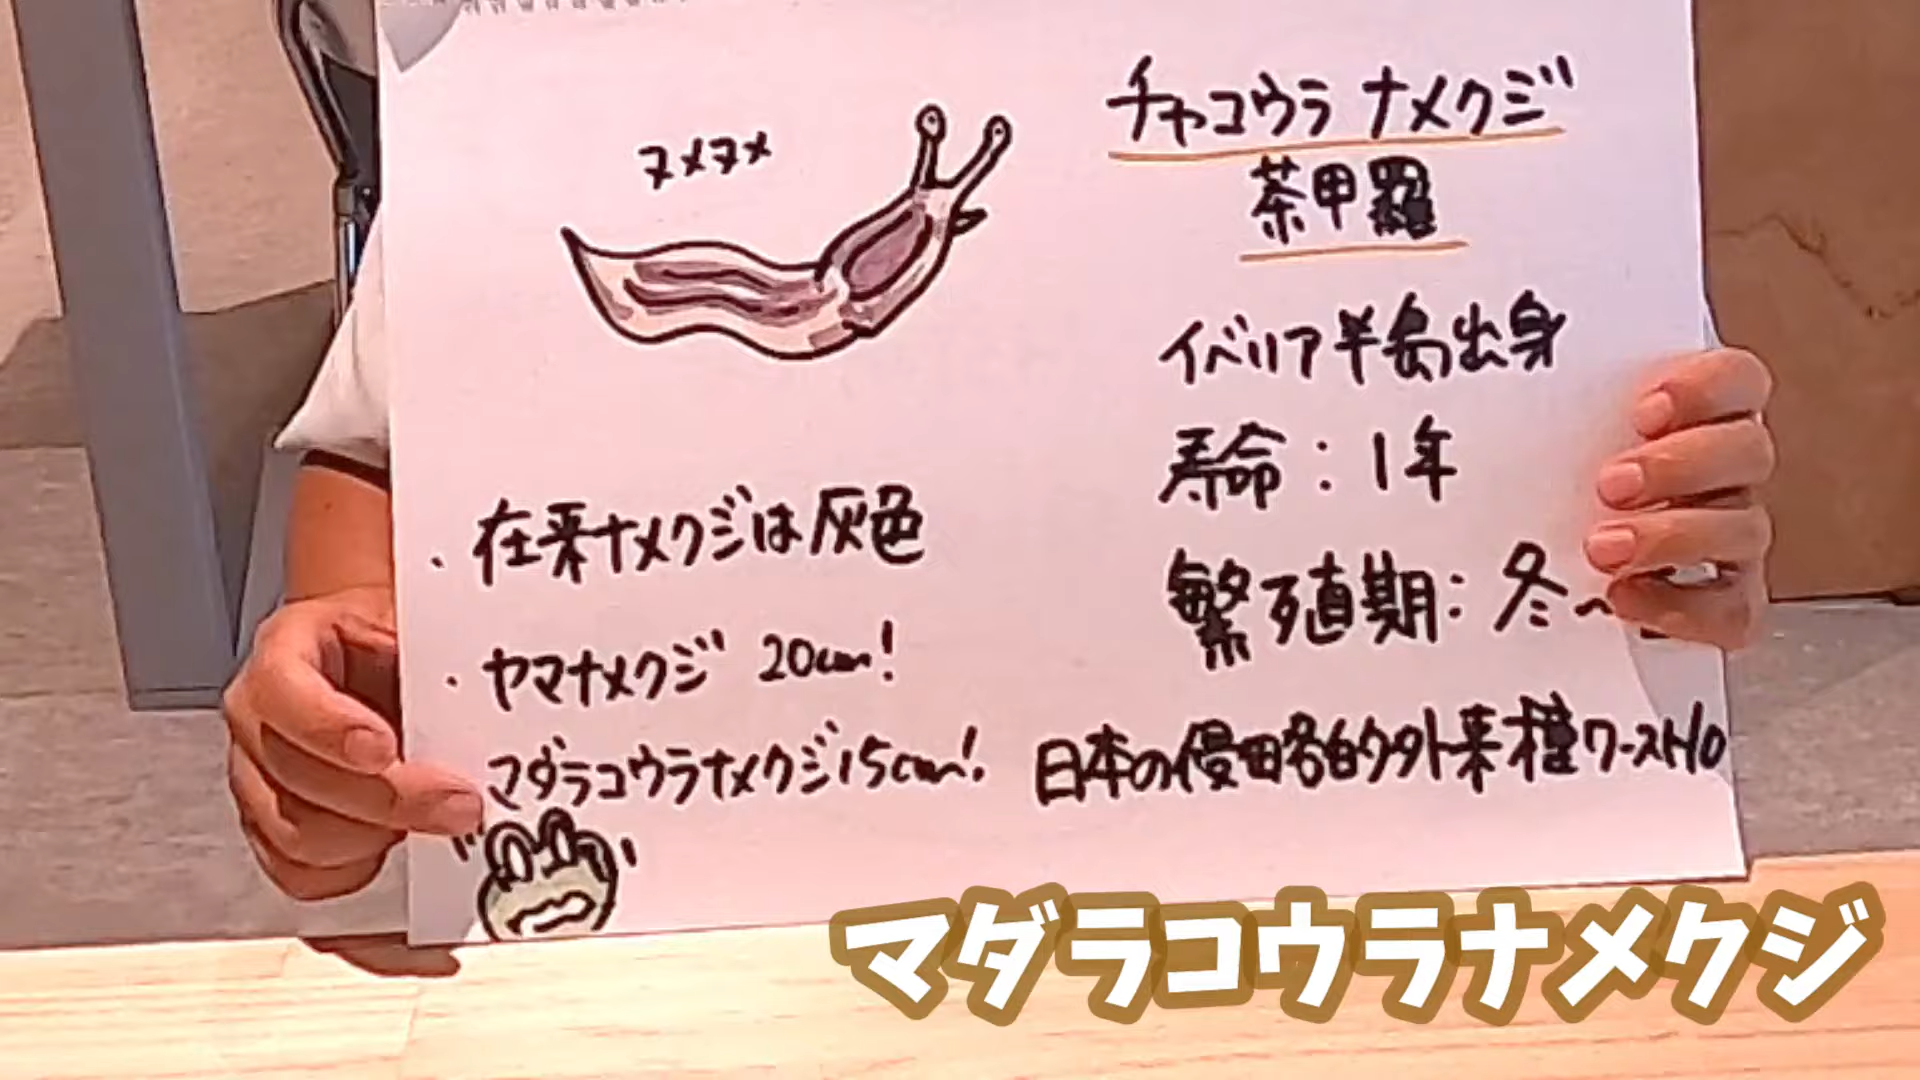 ヌメヌメ
チャコウラナメクジ
茶甲羅
イベリア半島出身
寿命：1年
繁殖期：冬〜
日本の侵田各的ウ外来種ワースト10
・在来ナメクジは灰色
・ヤマナメクジ 20cm!
マダラコウラナメクジ15cm!
マダラコウラナメクジ